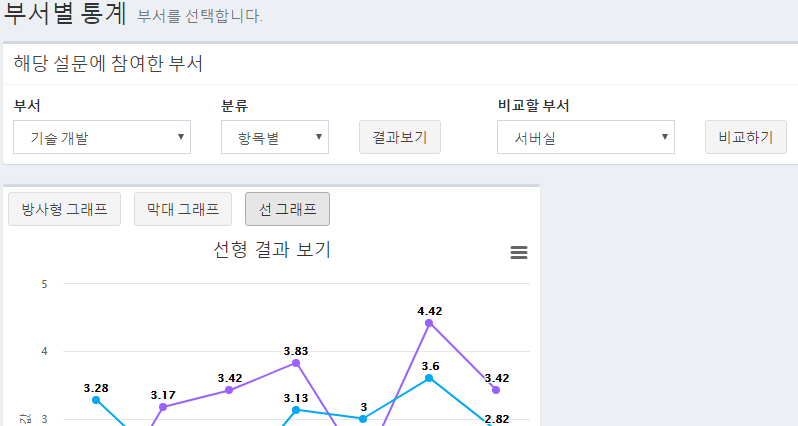 부서별 통계 부서를 선택합니다.
해당 설문에 참여한 부서
부서 분류 비교할 부서
기술 개발 항목별 결과보기 서버실 비교하기
방사형 그래프 막대 그래프 선 그래프
선형 결과 보기
5
4.42
4
3.83
3.6
3.28 3.17 3.42 3.13 3 3.42
3 2.82
값